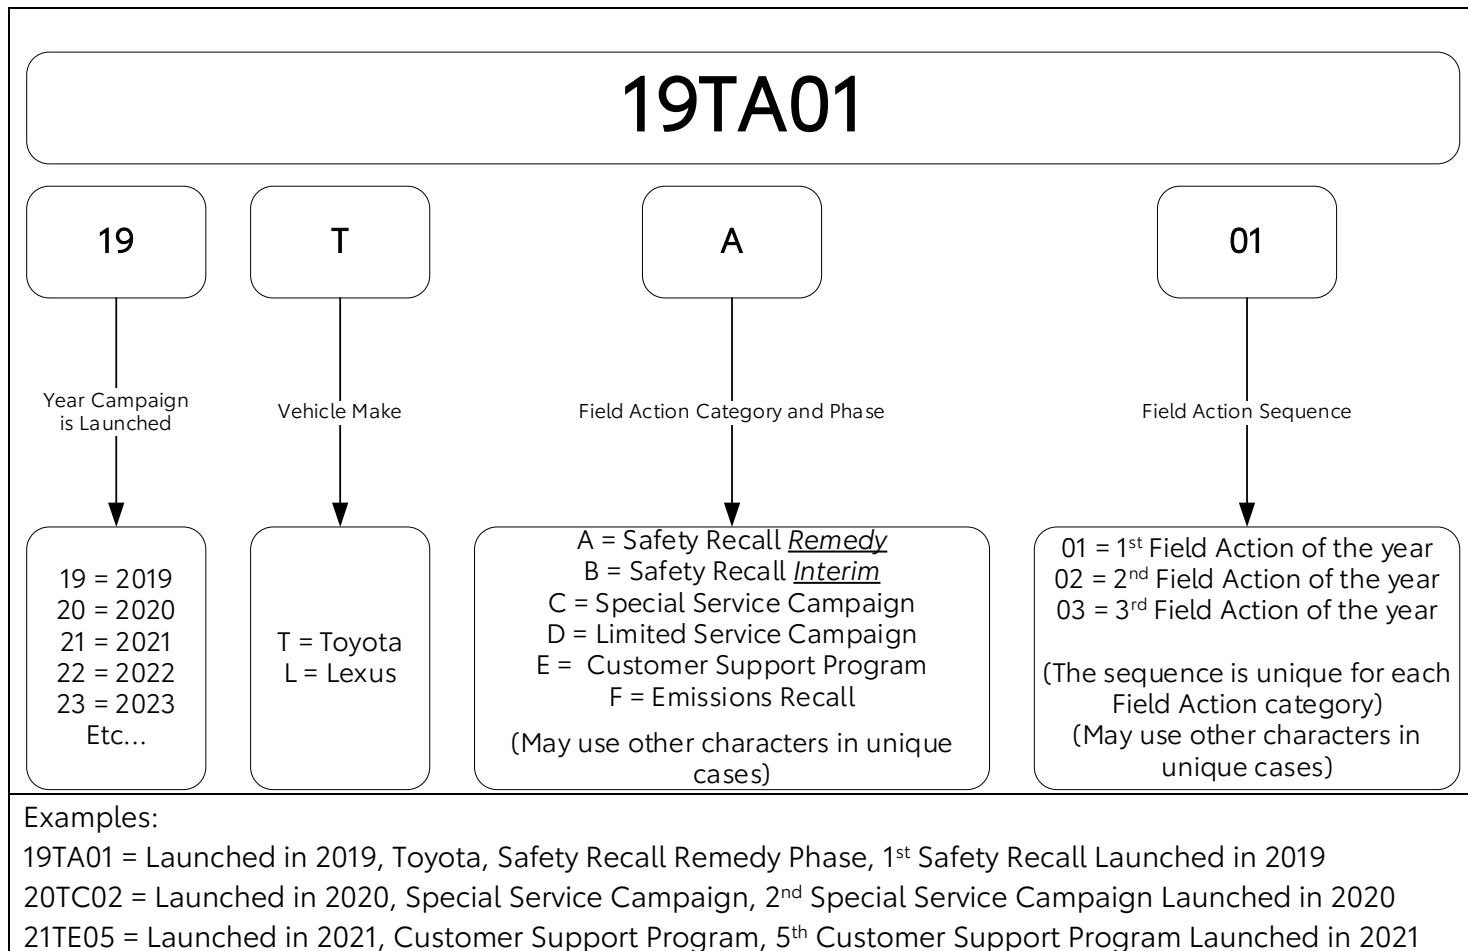 19TA01
19
T
A
01
Year Campaign
is Launched
Vehicle Make
Field Action Category and Phase
Field Action Sequence
19 = 2019
20 = 2020
21 = 2021
22 = 2022
23 = 2023
Etc...
T = Toyota
L = Lexus
A = Safety Recall Remedy
B = Safety Recall Interim
C = Special Service Campaign
D = Limited Service Campaign
E =  Customer Support Program
F = Emissions Recall
(May use other characters in unique
cases)
01 = 1st Field Action of the year
02 = 2nd Field Action of the year
03 = 3rd Field Action of the year
(The sequence is unique for each
Field Action category)
(May use other characters in
unique cases)
Examples:
19TA01 = Launched in 2019, Toyota, Safety Recall Remedy Phase, 1st Safety Recall Launched in 2019
20TC02 = Launched in 2020, Special Service Campaign, 2nd Special Service Campaign Launched in 2020
21TE05 = Launched in 2021, Customer Support Program, 5th Customer Support Program Launched in 2021